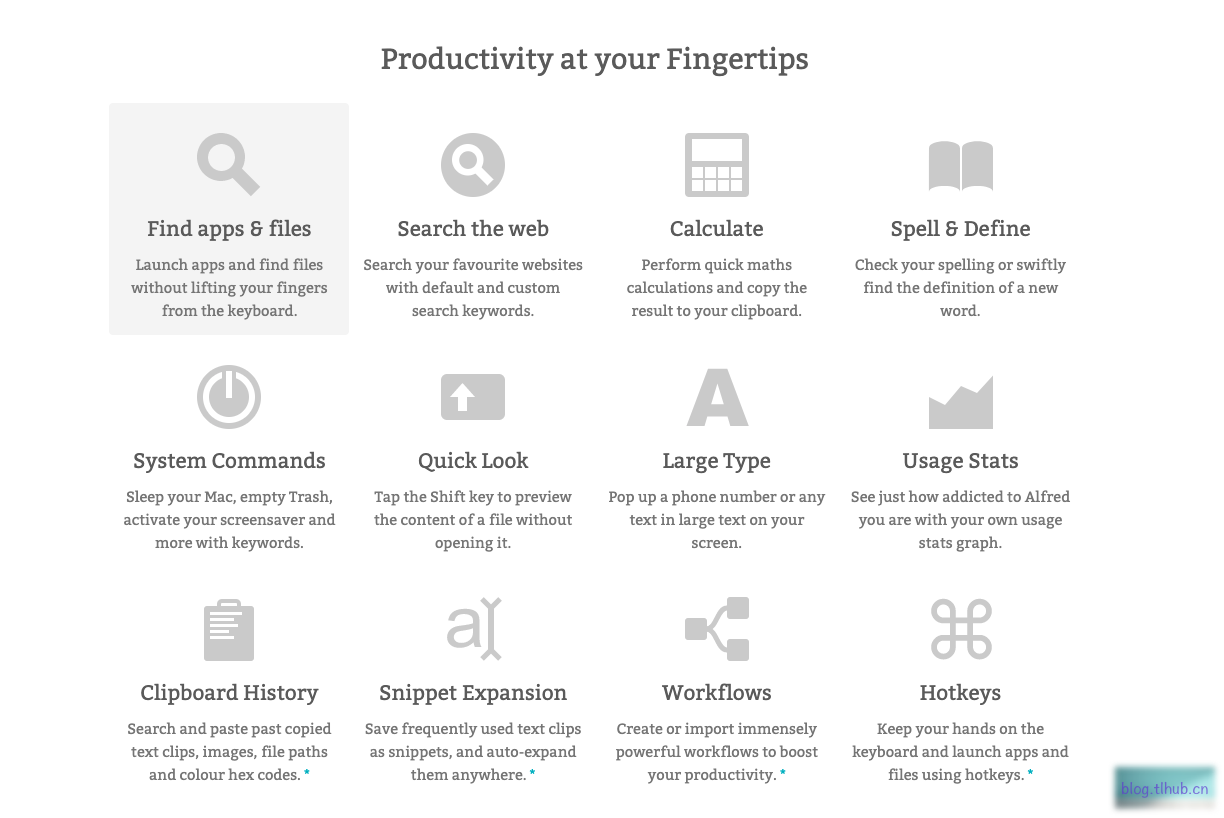 Productivity at your Fingertips
Find apps & files
Launch apps and find files
without lifting your fingers
from the keyboard.
Search the web
Search your favourite websites
with default and custom
search keywords.
Calculate
Perform quick maths
calculations and copy the
result to your clipboard.
Spell & Define
Check your spelling or swiftly
find the definition of a new
word.
System Commands
Sleep your Mac, empty Trash,
activate your screensaver and
more with keywords.
Quick Look
Tap the Shift key to preview
the content of a file without
opening it.
A
Large Type
Pop up a phone number or any
text in large text on your
screen.
Usage Stats
See just how addicted to Alfred
you are with your own usage
stats graph.
Clipboard History
Search and paste past copied
text clips, images, file paths
and colour hex codes. *
a
Snippet Expansion
Save frequently used text clips
as snippets, and auto-expand
them anywhere. *
Workflows
Create or import immensely
powerful workflows to boost
your productivity. *
⌘
Hotkeys
Keep your hands on the
keyboard and launch apps and
files using hotkeys. *
blog.tlhub.cn